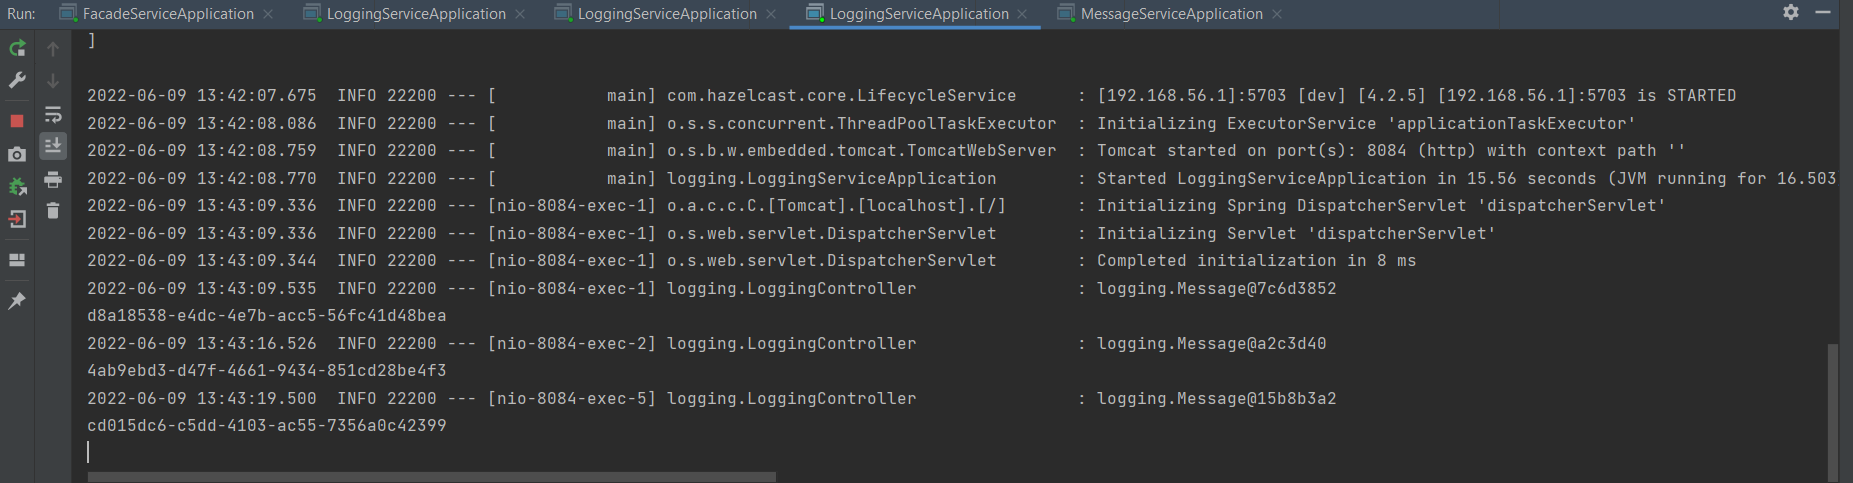 Run: FacadeServiceApplication LoggingServiceApplication LoggingServiceApplication LoggingServiceApplication MessageServiceApplication
]
2022-06-09 13:42:07.675  INFO 22200 --- [           main] com.hazelcast.core.LifecycleService      : [192.168.56.1]:5703 [dev] [4.2.5] [192.168.56.1]:5703 is STARTED
2022-06-09 13:42:08.086  INFO 22200 --- [           main] o.s.s.concurrent.ThreadPoolTaskExecutor  : Initializing ExecutorService 'applicationTaskExecutor'
2022-06-09 13:42:08.759  INFO 22200 --- [           main] o.s.b.w.embedded.tomcat.TomcatWebServer  : Tomcat started on port(s): 8084 (http) with context path ''
2022-06-09 13:42:08.770  INFO 22200 --- [           main] logging.LoggingServiceApplication        : Started LoggingServiceApplication in 15.56 seconds (JVM running for 16.503
2022-06-09 13:43:09.336  INFO 22200 --- [nio-8084-exec-1] o.a.c.c.C.[Tomcat].[localhost].[/]       : Initializing Spring DispatcherServlet 'dispatcherServlet'
2022-06-09 13:43:09.336  INFO 22200 --- [nio-8084-exec-1] o.s.web.servlet.DispatcherServlet        : Initializing Servlet 'dispatcherServlet'
2022-06-09 13:43:09.344  INFO 22200 --- [nio-8084-exec-1] o.s.web.servlet.DispatcherServlet        : Completed initialization in 8 ms
2022-06-09 13:43:09.535  INFO 22200 --- [nio-8084-exec-1] logging.LoggingController                : logging.Message@7c6d3852
d8a18538-e4dc-4e7b-acc5-56fc41d48bea
2022-06-09 13:43:16.526  INFO 22200 --- [nio-8084-exec-2] logging.LoggingController                : logging.Message@a2c3d40
4ab9ebd3-d47f-4661-9434-851cd28be4f3
2022-06-09 13:43:19.500  INFO 22200 --- [nio-8084-exec-5] logging.LoggingController                : logging.Message@15b8b3a2
cd015dc6-c5dd-4103-ac55-7356a0c42399